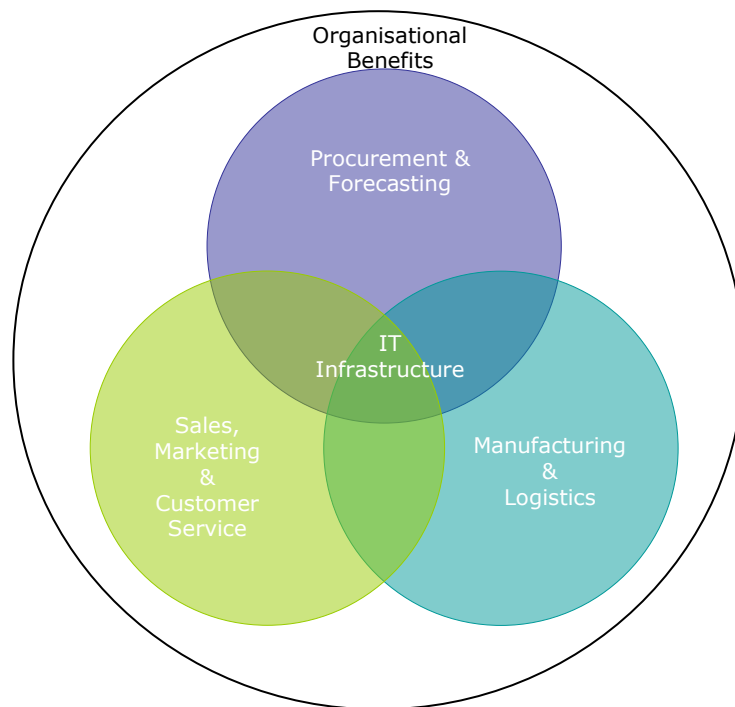 Organisational
Benefits
Procurement &
Forecasting
IT
Infrastructure
Sales,
Marketing
&
Customer
Service
Manufacturing
&
Logistics